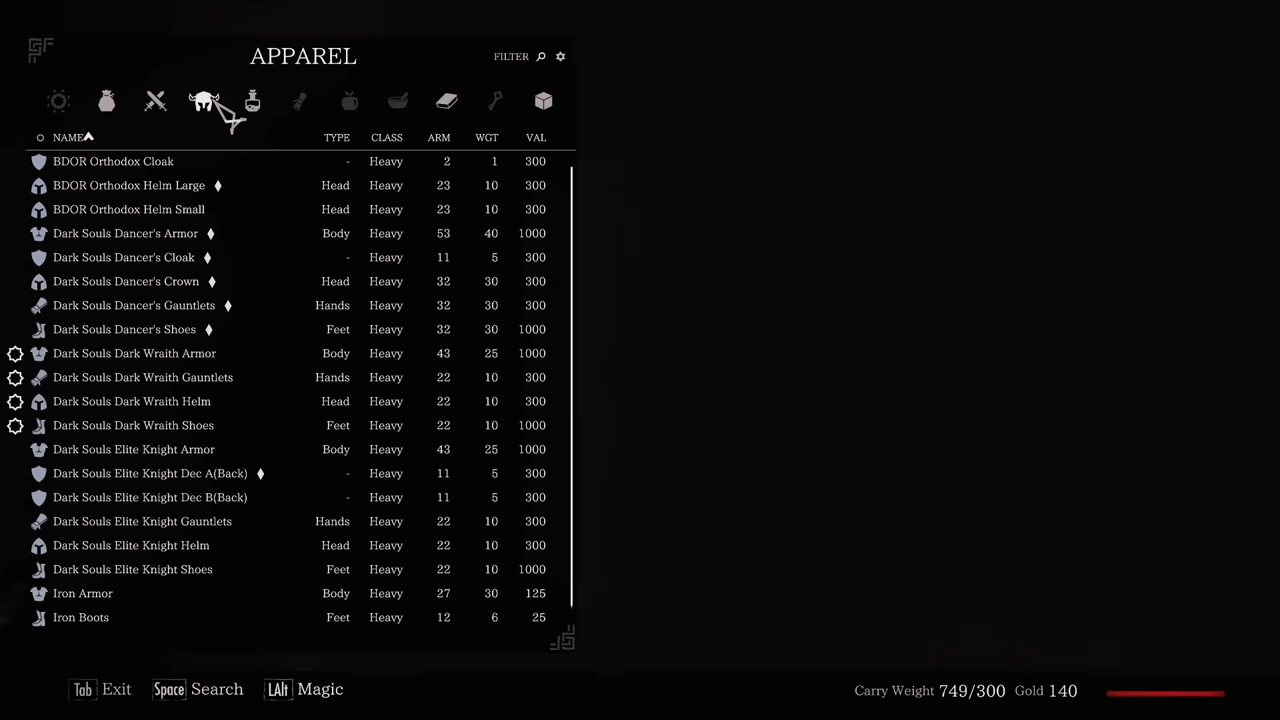 APPAREL
FILTER
NAME TYPE CLASS ARM WGT VAL
BDOR Orthodox Cloak - Heavy 2 1 300
BDOR Orthodox Helm Large Head Heavy 23 10 300
BDOR Orthodox Helm Small Head Heavy 23 10 300
Dark Souls Dancer's Armor Body Heavy 53 40 1000
Dark Souls Dancer's Cloak - Heavy 11 5 300
Dark Souls Dancer's Crown Head Heavy 32 30 300
Dark Souls Dancer's Gauntlets Hands Heavy 32 30 300
Dark Souls Dancer's Shoes Feet Heavy 32 30 1000
Dark Souls Dark Wraith Armor Body Heavy 43 25 1000
Dark Souls Dark Wraith Gauntlets Hands Heavy 22 10 300
Dark Souls Dark Wraith Helm Head Heavy 22 10 300
Dark Souls Dark Wraith Shoes Feet Heavy 22 10 1000
Dark Souls Elite Knight Armor Body Heavy 43 25 1000
Dark Souls Elite Knight Dec A(Back) - Heavy 11 5 300
Dark Souls Elite Knight Dec B(Back) - Heavy 11 5 300
Dark Souls Elite Knight Gauntlets Hands Heavy 22 10 300
Dark Souls Elite Knight Helm Head Heavy 22 10 300
Dark Souls Elite Knight Shoes Feet Heavy 22 10 1000
Iron Armor Body Heavy 27 30 125
Iron Boots Feet Heavy 12 6 25
Tab Exit Space Search LAlt Magic Carry Weight 749/300 Gold 140